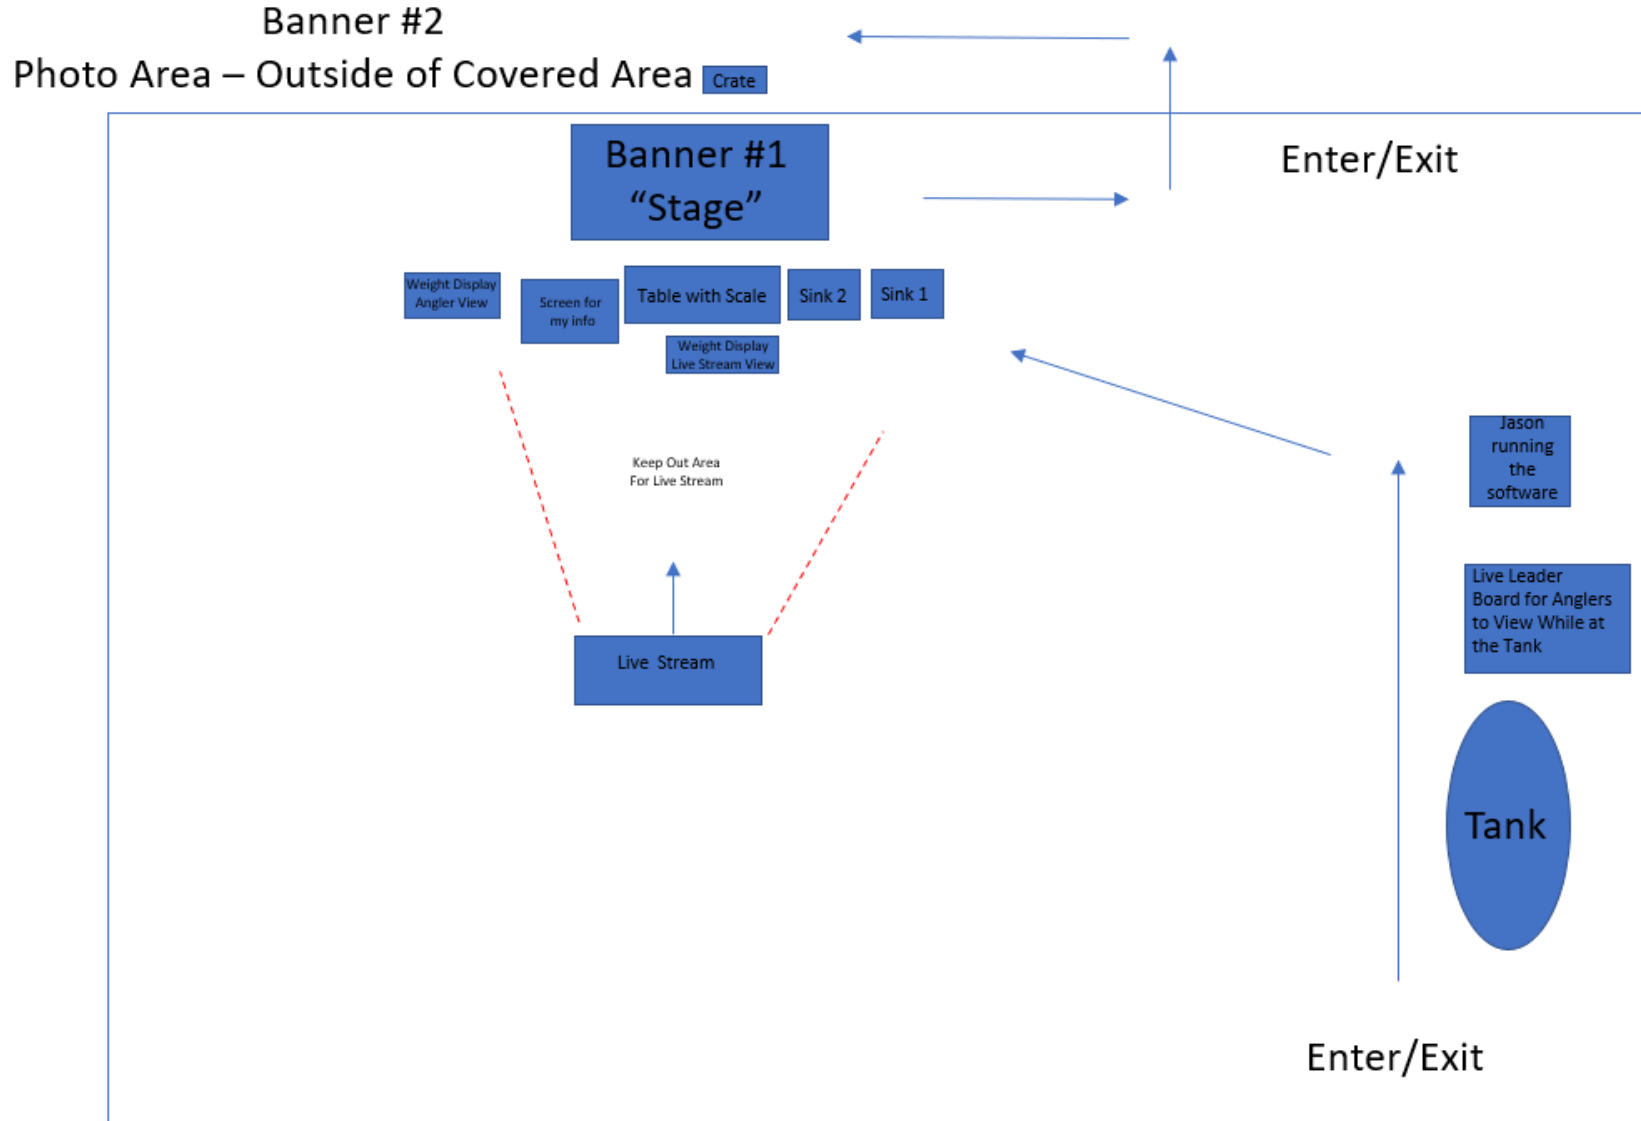 Banner #2
Photo Area – Outside of Covered Area
Crate
Banner #1
“Stage”
Enter/Exit
Weight Display
Angler View
Screen for
my info
Table with Scale
Sink 2
Sink 1
Weight Display
Live Stream View
Keep Out Area
For Live Stream
Jason
running
the
software
Live Leader
Board for Anglers
to View While at
the Tank
Live Stream
Tank
Enter/Exit